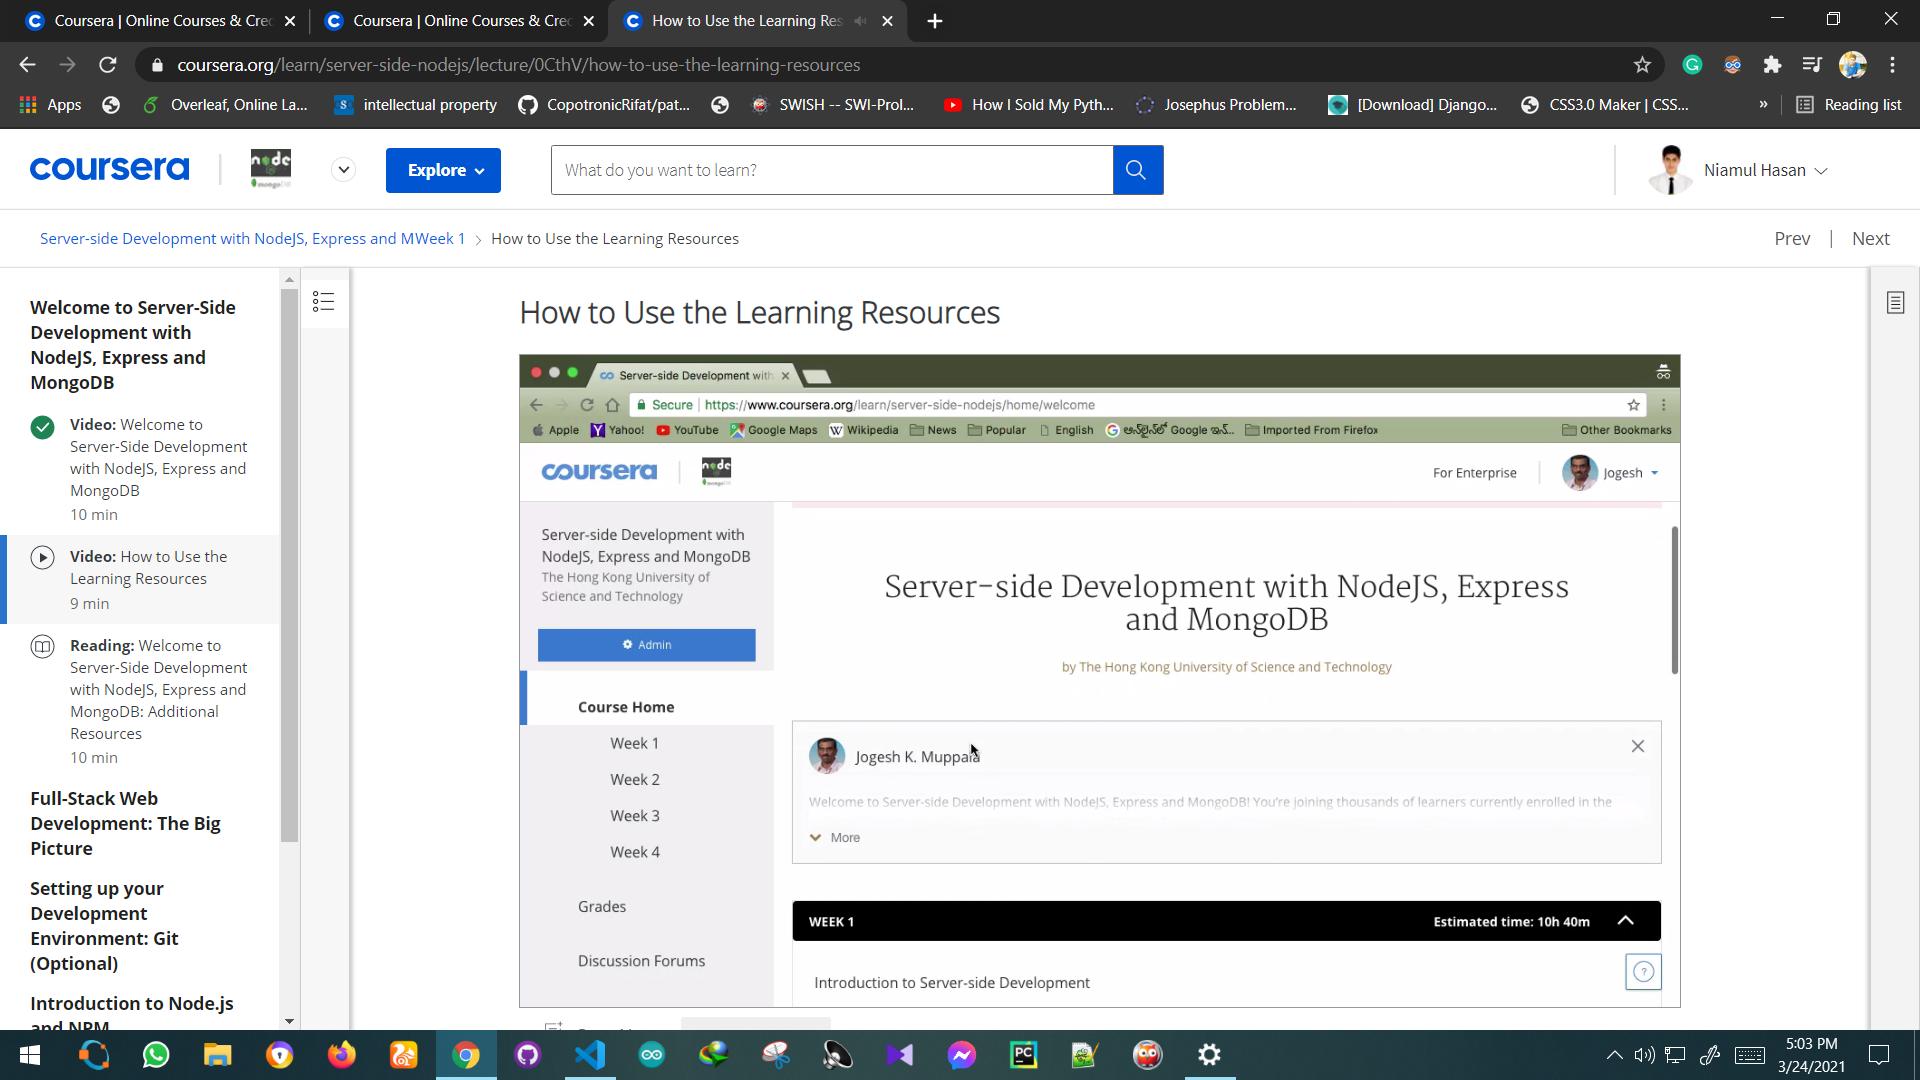 Coursera | Online Courses & Cre
Coursera | Online Courses & Cre
How to Use the Learning Res
coursera.org/learn/server-side-nodejs/lecture/0CthV/how-to-use-the-learning-resources
Apps
Overleaf, Online La...
intellectual property
CopotronicRifat/pat...
SWISH -- SWI-Prol...
How I Sold My Pyth...
Josephus Problem...
[Download] Django...
CSS3.0 Maker | CSS...
»
Reading list
coursera
node
mongoDB
Explore
What do you want to learn?
Niamul Hasan
Server-side Development with NodeJS, Express and MWeek 1 > How to Use the Learning Resources
Prev | Next
Welcome to Server-Side
Development with
NodeJS, Express and
MongoDB
Video: Welcome to
Server-Side Development
with NodeJS, Express and
MongoDB
10 min
Video: How to Use the
Learning Resources
9 min
Reading: Welcome to
Server-Side Development
with NodeJS, Express and
MongoDB: Additional
Resources
10 min
Full-Stack Web
Development: The Big
Picture
Setting up your
Development
Environment: Git
(Optional)
Introduction to Node.js
and NPM
How to Use the Learning Resources
Server-side Development with
Secure | https://www.coursera.org/learn/server-side-nodejs/home/welcome
Apple
Yahoo!
YouTube
Google Maps
Wikipedia
News
Popular
English
Imported From Firefox
Other Bookmarks
coursera
node
For Enterprise
Jogesh
Server-side Development with
NodeJS, Express and MongoDB
The Hong Kong University of
Science and Technology
Admin
Course Home
Week 1
Week 2
Week 3
Week 4
Grades
Discussion Forums
Server-side Development with NodeJS, Express
and MongoDB
by The Hong Kong University of Science and Technology
Jogesh K. Muppala
Welcome to Server-side Development with NodeJS, Express and MongoDB! You're joining thousands of learners currently enrolled in the
More
WEEK 1
Estimated time: 10h 40m
Introduction to Server-side Development
?
PC
5:03 PM
3/24/2021